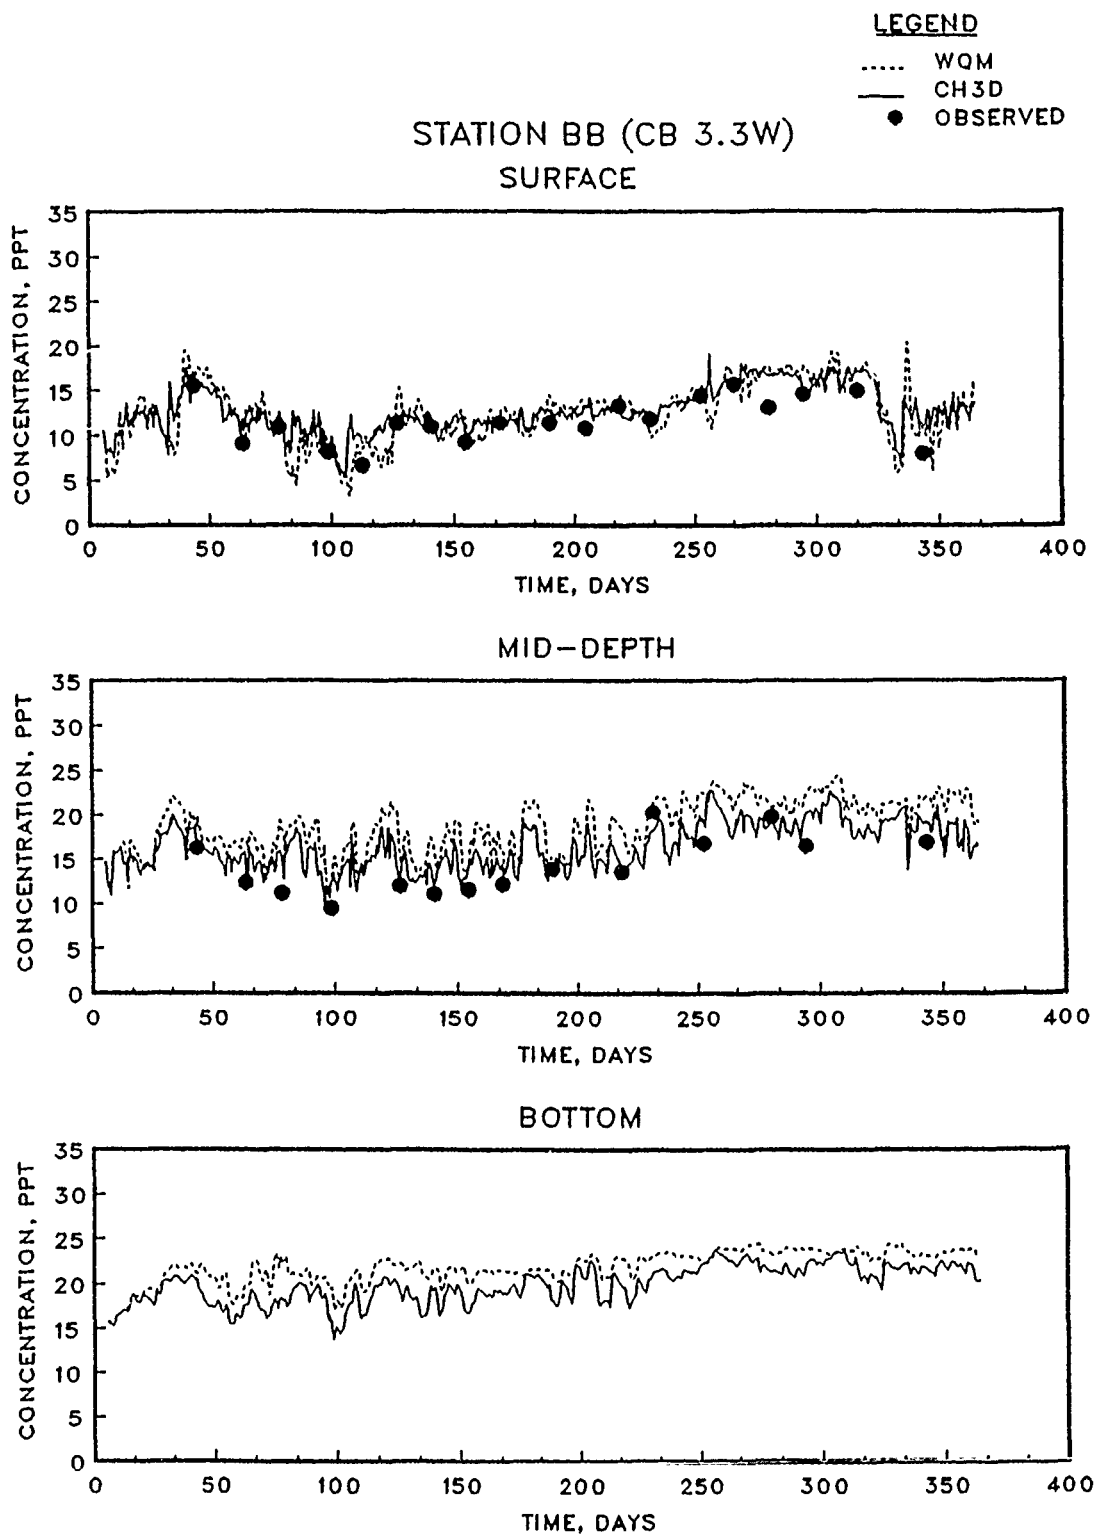 LEGEND
WQM
CH3D
OBSERVED
STATION BB (CB 3.3W)
SURFACE
CONCENTRATION, PPT
35
30
25
20
15
10
5
0
0 50 100 150 200 250 300 350 400
TIME, DAYS
MID-DEPTH
CONCENTRATION, PPT
35
30
25
20
15
10
5
0
0 50 100 150 200 250 300 350 400
TIME, DAYS
BOTTOM
CONCENTRATION, PPT
35
30
25
20
15
10
5
0
0 50 100 150 200 250 300 350 400
TIME, DAYS